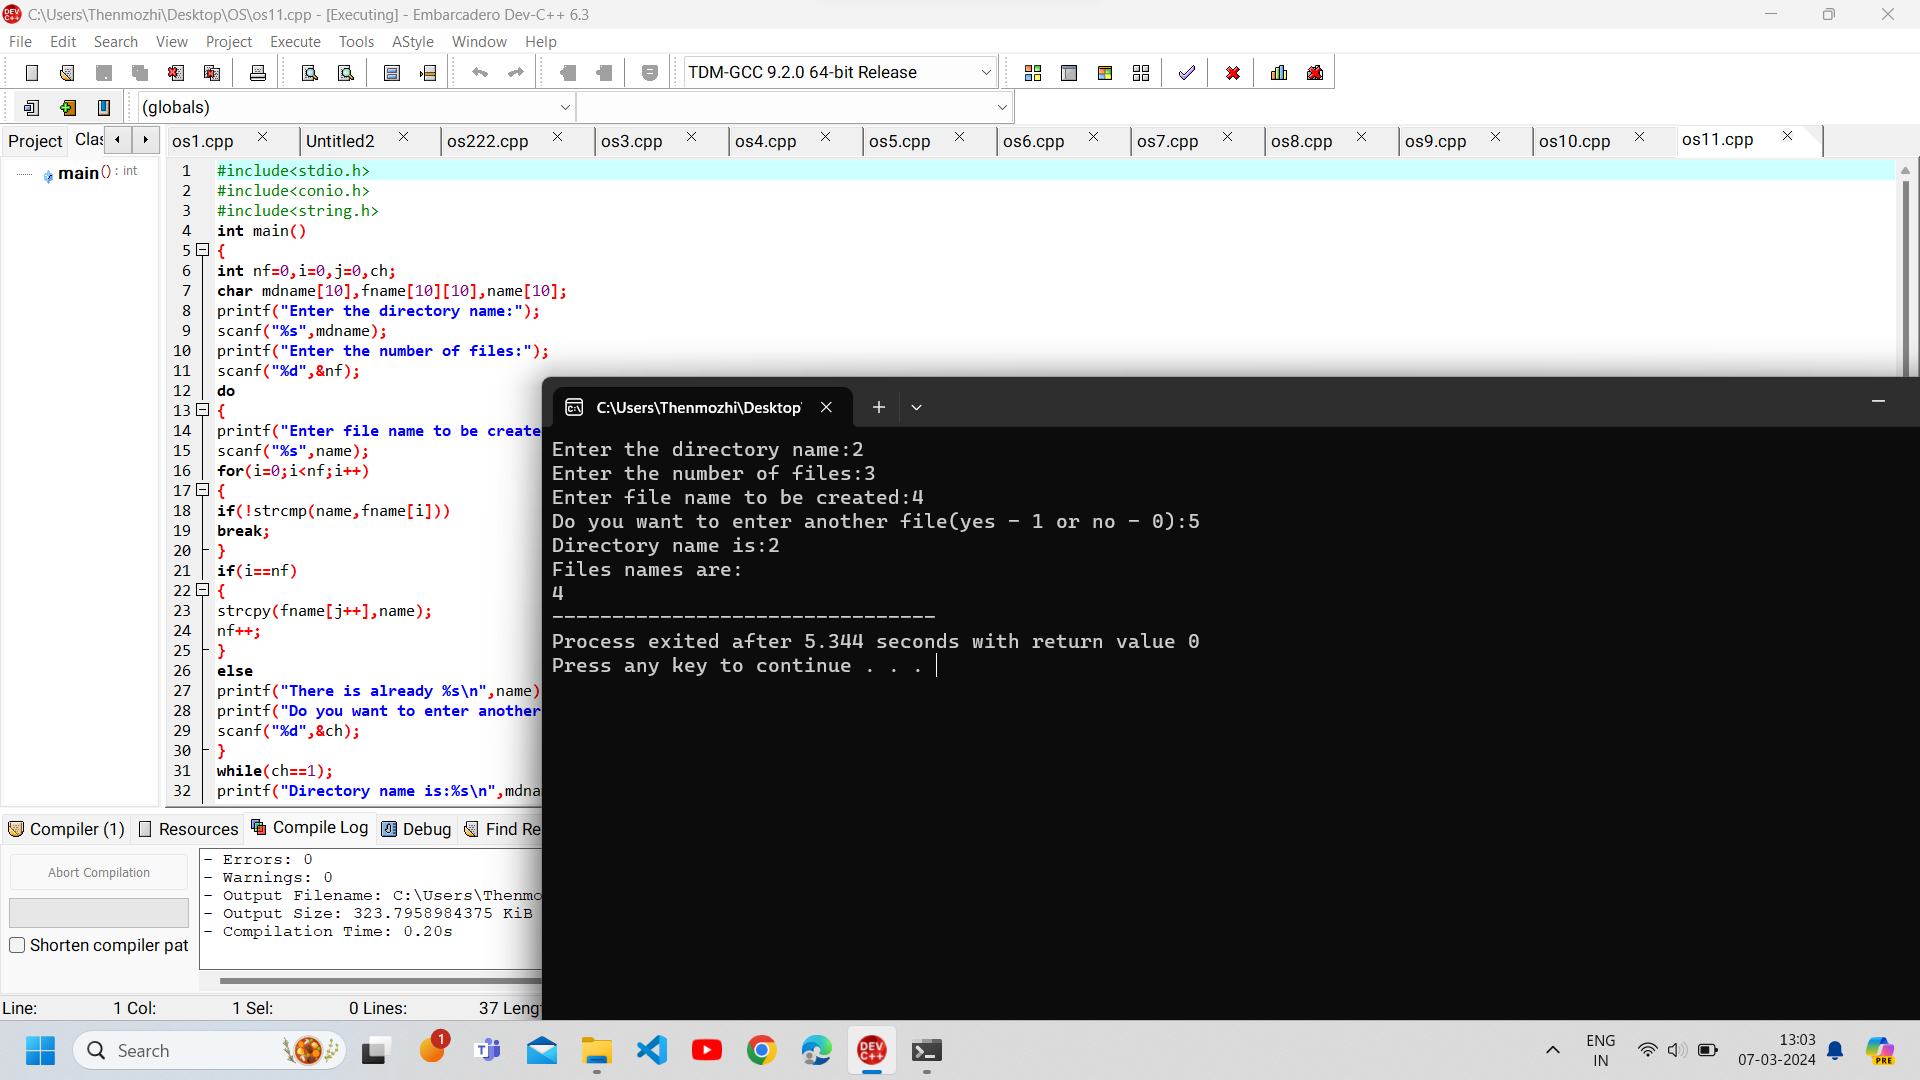 C:\Users\Thenmozhi\Desktop\OS\os11.cpp - [Executing] - Embarcadero Dev-C++ 6.3
File Edit Search View Project Execute Tools AStyle Window Help
TDM-GCC 9.2.0 64-bit Release
(globals)
Project Clas os1.cpp Untitled2 os222.cpp os3.cpp os4.cpp os5.cpp os6.cpp os7.cpp os8.cpp os9.cpp os10.cpp os11.cpp
main() : int
1 #include<stdio.h>
2 #include<conio.h>
3 #include<string.h>
4 int main()
5 {
6 int nf=0,i=0,j=0,ch;
7 char mdname[10],fname[10][10],name[10];
8 printf("Enter the directory name:");
9 scanf("%s",mdname);
10 printf("Enter the number of files:");
11 scanf("%d",&nf);
12 do
13 {
14 printf("Enter file name to be create
15 scanf("%s",name);
16 for(i=0;i<nf;i++)
17 {
18 if(!strcmp(name,fname[i]))
19 break;
20 }
21 if(i==nf)
22 {
23 strcpy(fname[j++],name);
24 nf++;
25 }
26 else
27 printf("There is already %s\n",name)
28 printf("Do you want to enter another
29 scanf("%d",&ch);
30 }
31 while(ch==1);
32 printf("Directory name is:%s\n",mdna
C:\Users\Thenmozhi\Desktop\
Enter the directory name:2
Enter the number of files:3
Enter file name to be created:4
Do you want to enter another file(yes - 1 or no - 0):5
Directory name is:2
Files names are:
4
--------------------------------
Process exited after 5.344 seconds with return value 0
Press any key to continue . . .
Compiler (1) Resources Compile Log Debug Find Re
Abort Compilation
Shorten compiler pat
- Errors: 0
- Warnings: 0
- Output Filename: C:\Users\Thenmo
- Output Size: 323.7958984375 KiB
- Compilation Time: 0.20s
Line: 1 Col: 1 Sel: 0 Lines: 37 Leng
Search
1
DEV C++
ENG
IN
13:03
07-03-2024
PRE